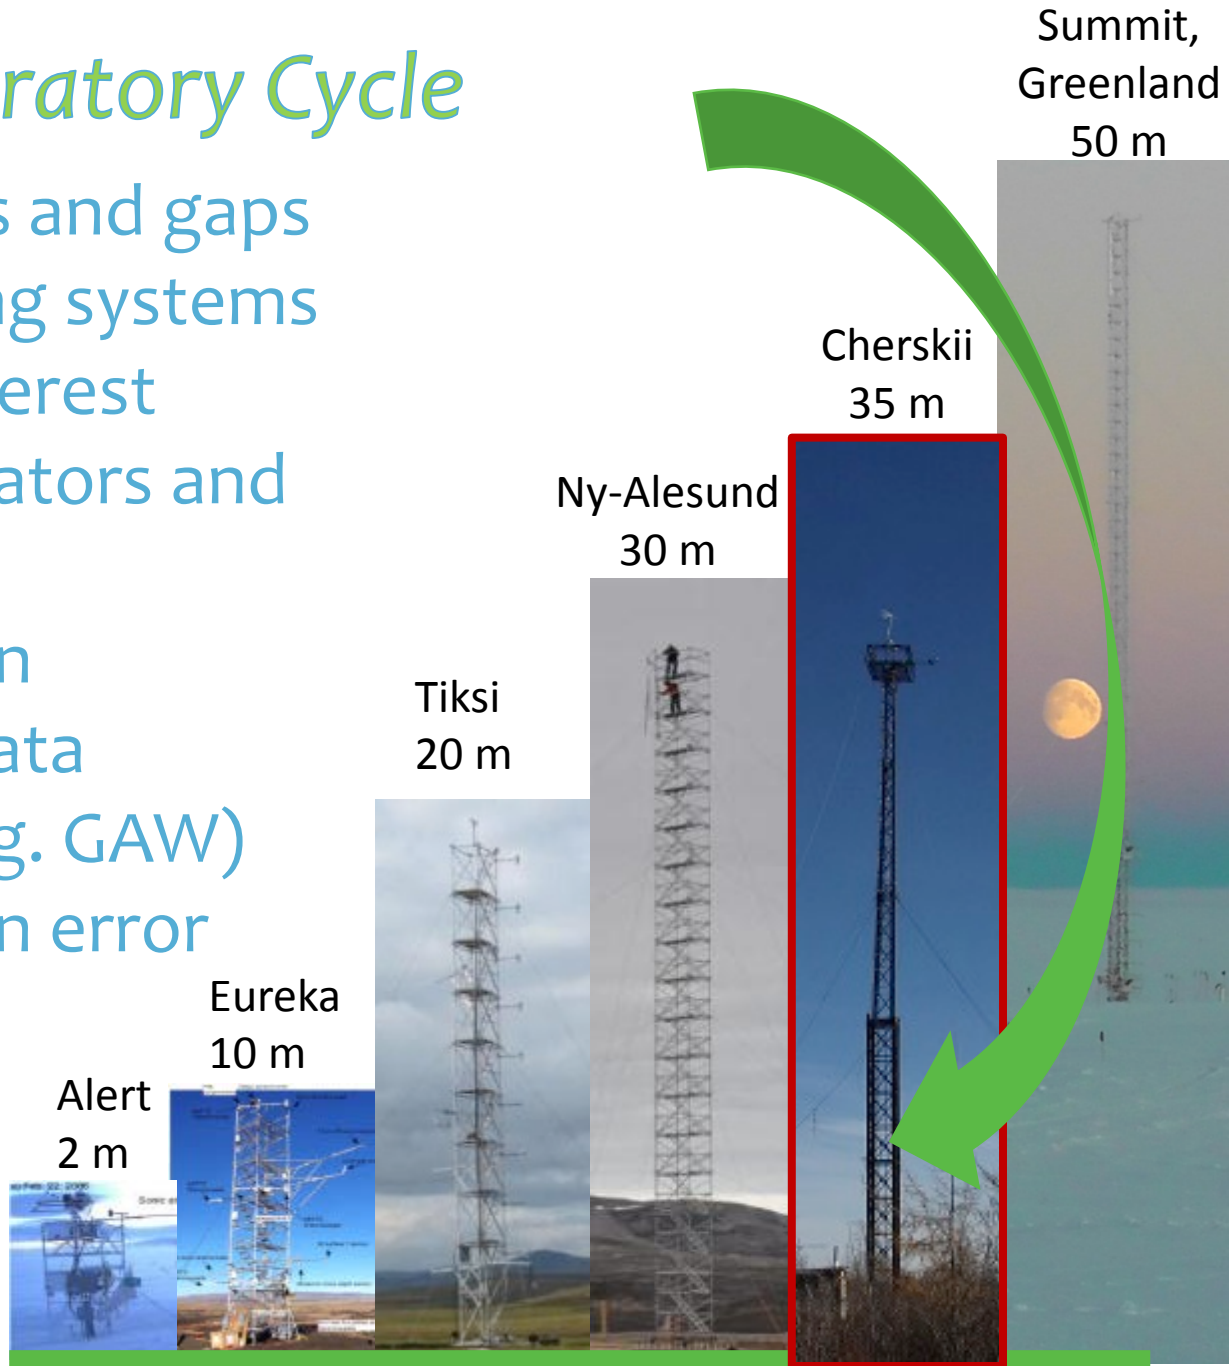 ratory Cycle
s and gaps
ng systems
erest
ators and
n
ata
g. GAW)
n error
Summit,
Greenland
50 m
Cherskii
35 m
Ny-Alesund
30 m
Tiksi
20 m
Eureka
10 m
Alert
2 m